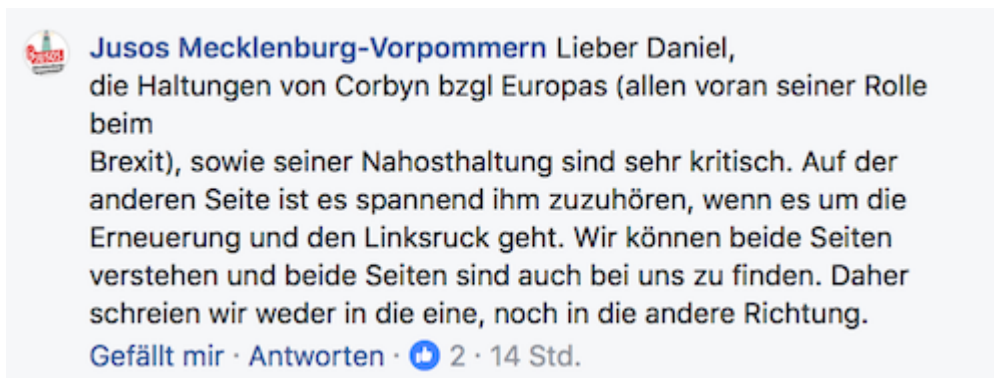 Jusos Mecklenburg-Vorpommern Lieber Daniel,
die Haltungen von Corbyn bzgl Europas (allen voran seiner Rolle
beim
Brexit), sowie seiner Nahosthaltung sind sehr kritisch. Auf der
anderen Seite ist es spannend ihm zuzuhören, wenn es um die
Erneuerung und den Linksruck geht. Wir können beide Seiten
verstehen und beide Seiten sind auch bei uns zu finden. Daher
schreien wir weder in die eine, noch in die andere Richtung.
Gefällt mir · Antworten · 2 · 14 Std.